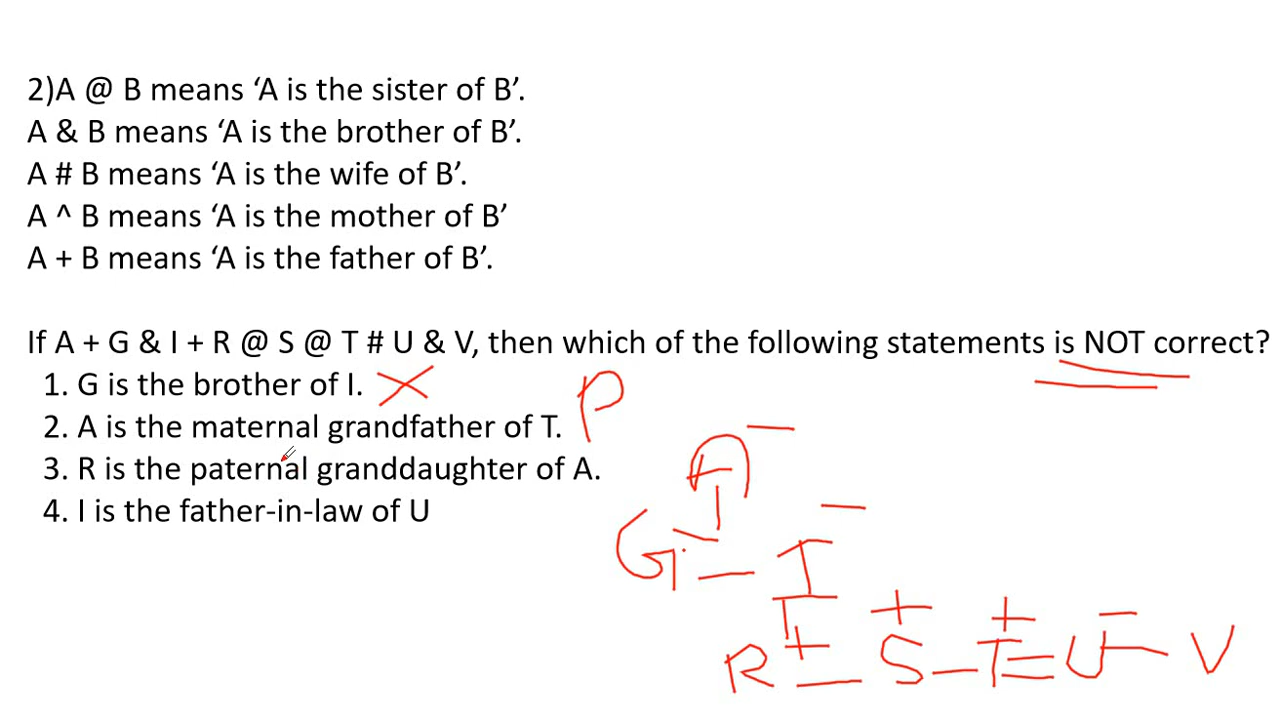 2)A @ B means ‘A is the sister of B’.
A & B means ‘A is the brother of B’.
A # B means ‘A is the wife of B’.
A ^ B means ‘A is the mother of B’
A + B means ‘A is the father of B’.
If A + G & I + R @ S @ T # U & V, then which of the following statements is NOT correct?
1. G is the brother of I.
2. A is the maternal grandfather of T. P
3. R is the paternal granddaughter of A.
4. I is the father-in-law of U
A −
G − I −
R + − S + − T + = U − − V